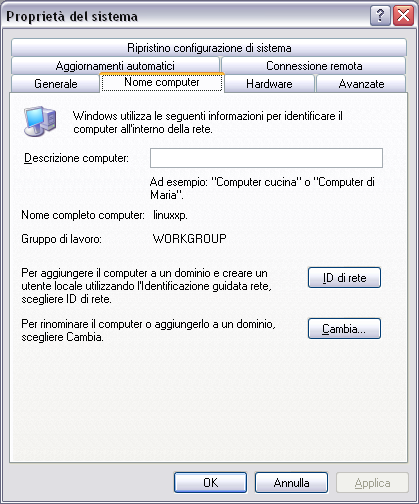 Proprietà del sistema
Ripristino configurazione di sistema
Aggiornamenti automatici
Connessione remota
Generale
Nome computer
Hardware
Avanzate
Windows utilizza le seguenti informazioni per identificare il
computer all'interno della rete.
Descrizione computer:
Ad esempio: "Computer cucina" o "Computer di
Maria".
Nome completo computer: linuxxp.
Gruppo di lavoro: WORKGROUP
Per aggiungere il computer a un dominio e creare un
utente locale utilizzando l'Identificazione guidata rete,
scegliere ID di rete.
ID di rete
Per rinominare il computer o aggiungerlo a un dominio,
scegliere Cambia.
Cambia...
OK
Annulla
Applica